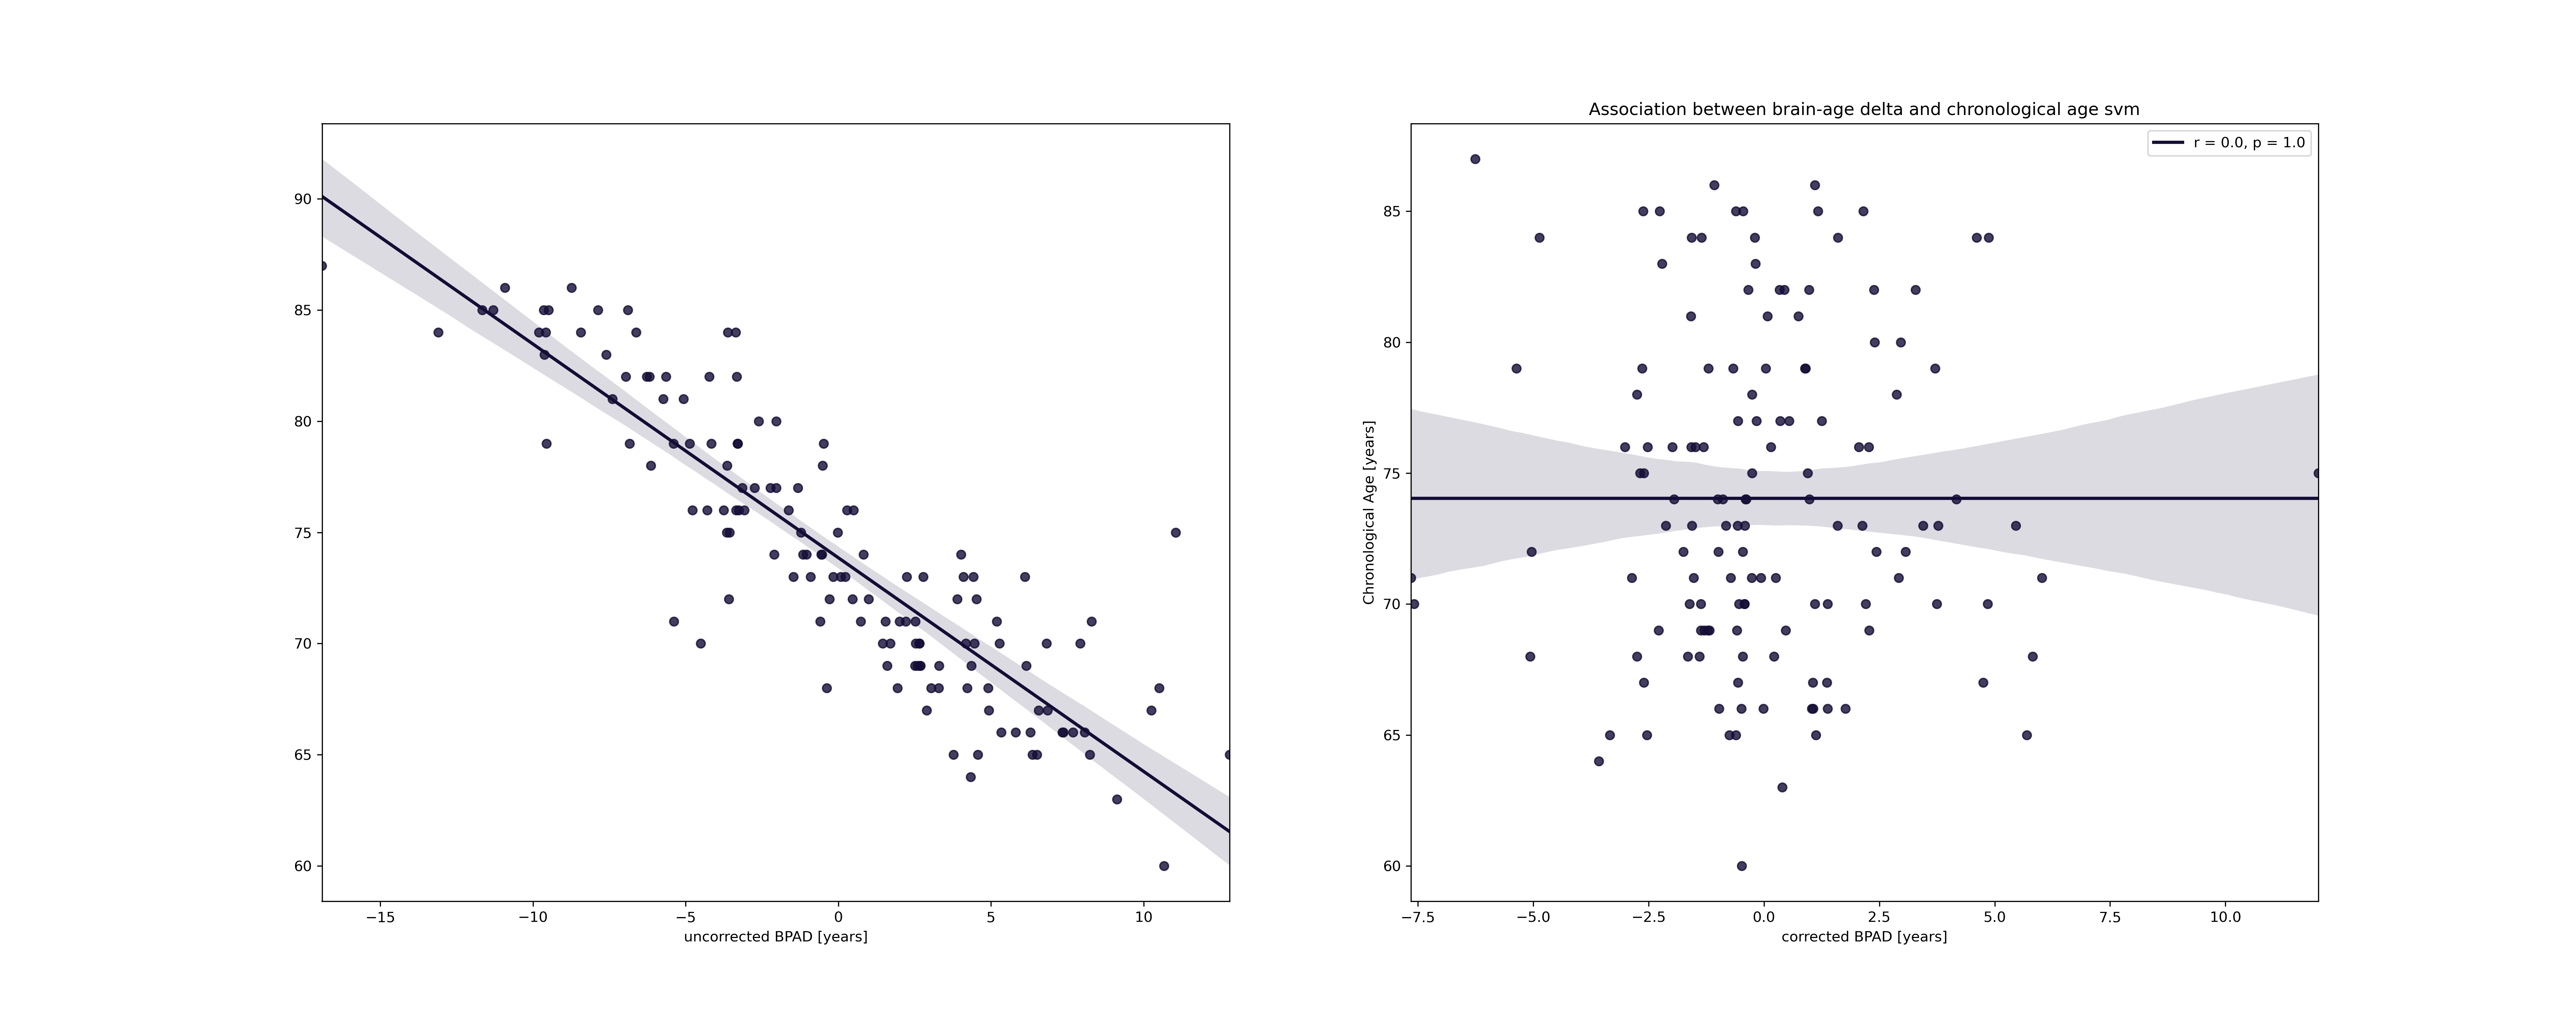 90
85
80
75
70
65
60
−15 −10 −5 0 5 10
uncorrected BPAD [years]
Association between brain-age delta and chronological age svm
r = 0.0, p = 1.0
Chronological Age [years]
85
80
75
70
65
60
−7.5 −5.0 −2.5 0.0 2.5 5.0 7.5 10.0
corrected BPAD [years]